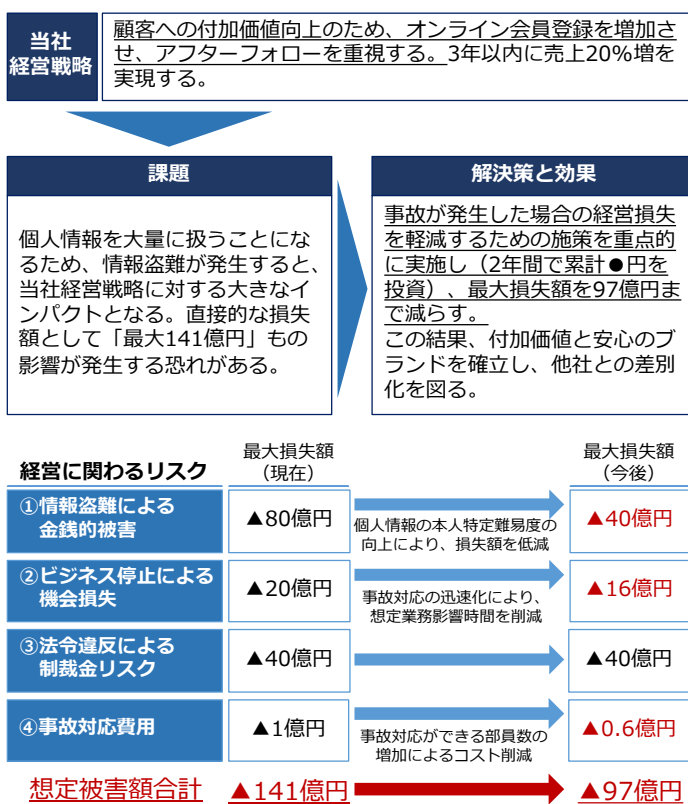 当社
経営戦略
顧客への付加価値向上のため、オンライン会員登録を増加さ
せ、アフターフォローを重視する。3年以内に売上20%増を
実現する。
課題
個人情報を大量に扱うことにな
るため、情報盗難が発生すると、
当社経営戦略に対する大きなイ
ンパクトとなる。直接的な損失
額として「最大141億円」もの
影響が発生する恐れがある。
解決策と効果
事故が発生した場合の経営損失
を軽減するための施策を重点的
に実施し（2年間で累計●円を
投資）、最大損失額を97億円ま
で減らす。
この結果、付加価値と安心のブ
ランドを確立し、他社との差別
化を図る。
経営に関わるリスク
最大損失額
（現在）
最大損失額
（今後）
①情報盗難による
金銭的被害
▲80億円
個人情報の本人特定難易度の
向上により、損失額を低減
▲40億円
②ビジネス停止による
機会損失
▲20億円
事故対応の迅速化により、
想定業務影響時間を削減
▲16億円
③法令違反による
制裁金リスク
▲40億円
▲40億円
④事故対応費用
▲1億円
事故対応ができる部員数の
増加によるコスト削減
▲0.6億円
想定被害額合計
▲141億円
▲97億円